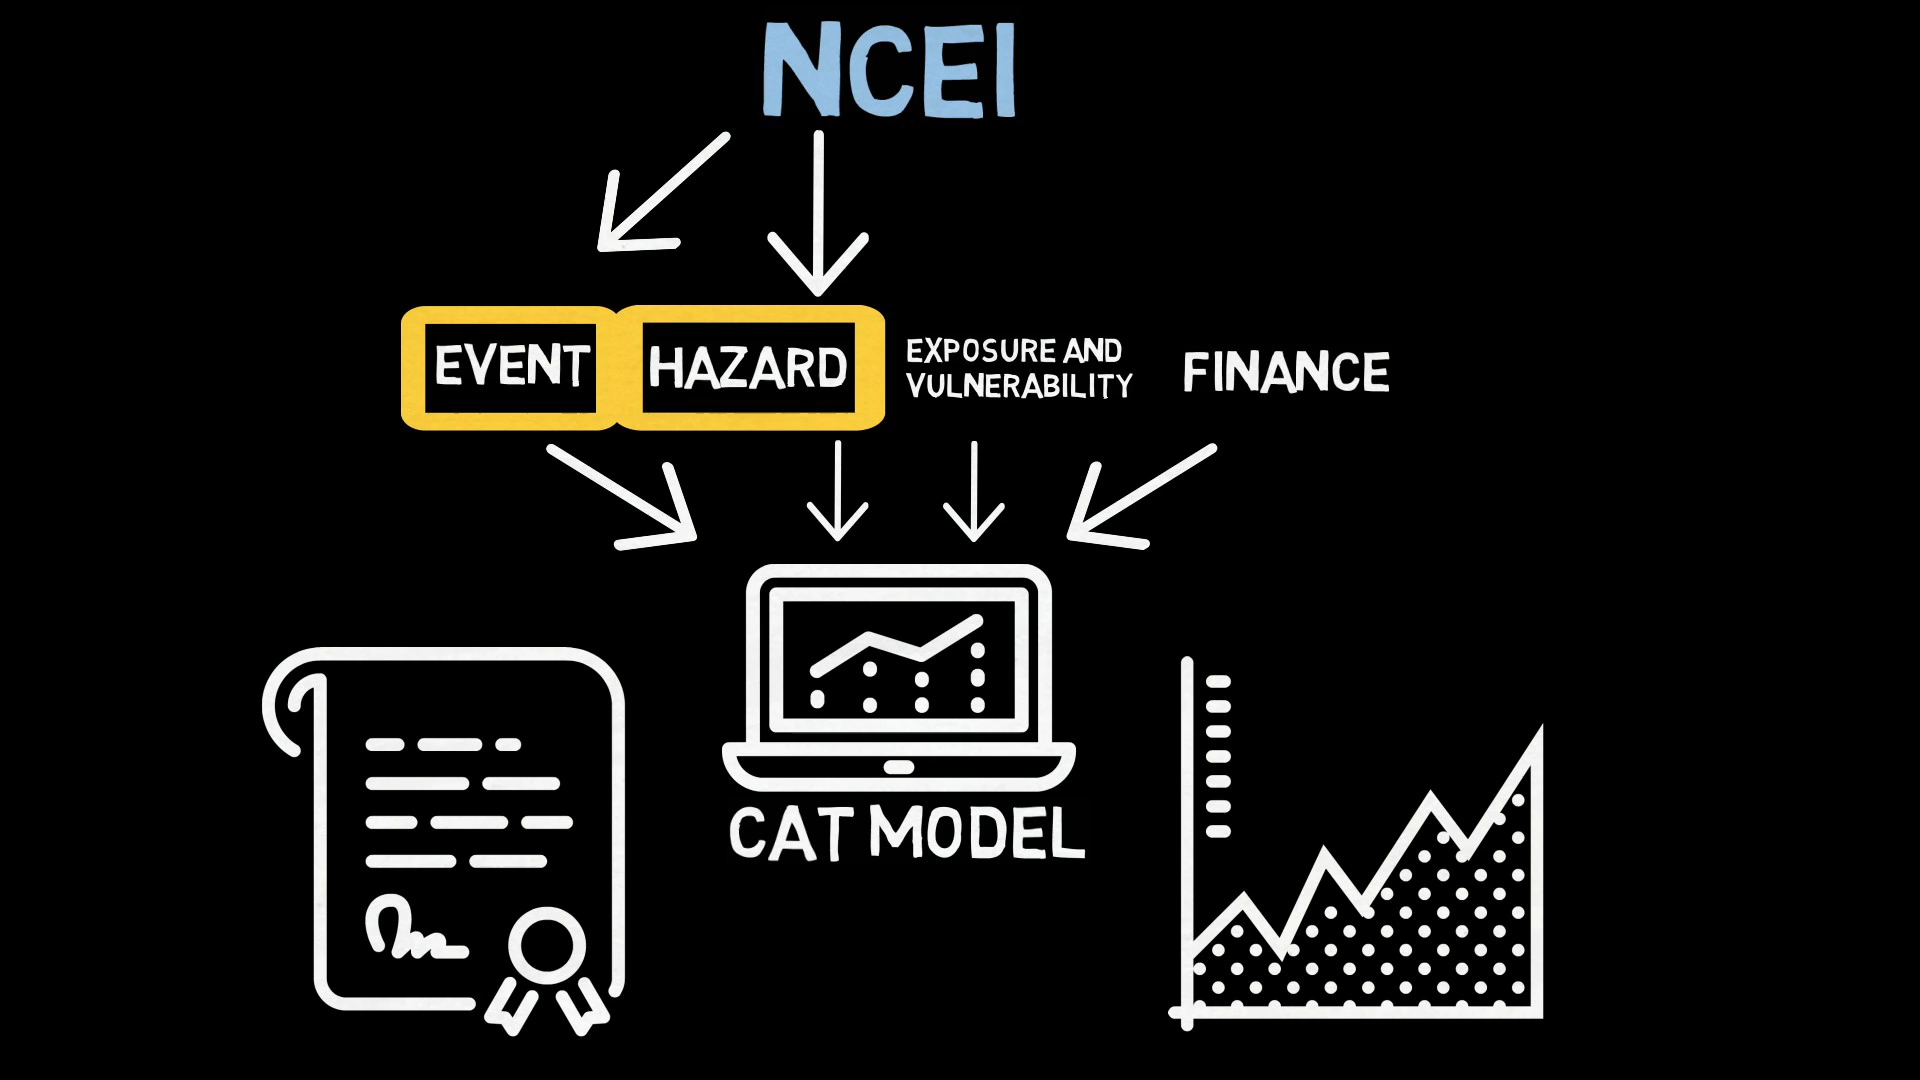 NCEI
EVENT
HAZARD
EXPOSURE AND
VULNERABILITY
FINANCE
CAT MODEL